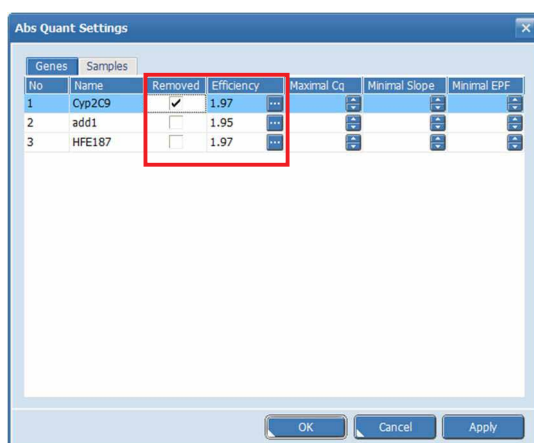 Abs Quant Settings
Genes Samples
No Name Removed Efficiency Maximal Cq Minimal Slope Minimal EPF
1 Cyp2C9 1.97
2 add1 1.95
3 HFE187 1.97
OK Cancel Apply